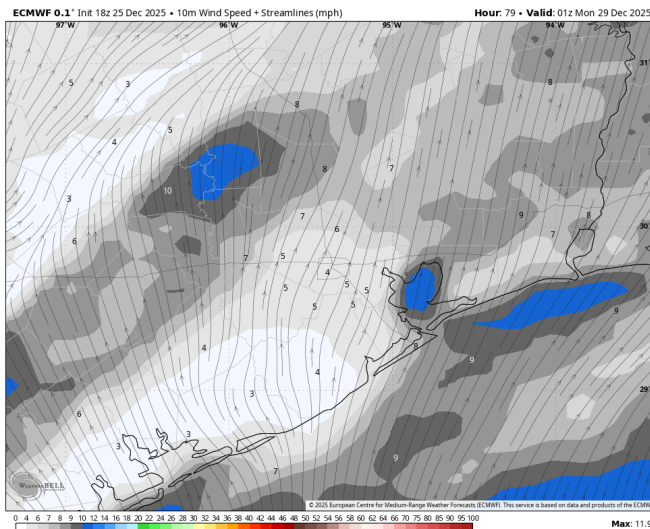 ECMWF 0.1° Init 18z 25 Dec 2025 • 10m Wind Speed + Streamlines (mph)
Hour: 79 • Valid: 01z Mon 29 Dec 2025
97°W 96°W 95°W 94°W
31°
5 3 8
8
4 5
8 7
10
3
7 9 8
6 6 7
30°
7 5
4
5 5 5
5 5
9
4 8
9
4
3
29°
6
3 3
9
7
WeatherBELL
© 2025 European Centre for Medium-Range Weather Forecasts (ECMWF). This service is based on data and products of the ECMW
0 4 6 7 8 9 10 12 14 16 18 20 22 24 26 28 30 32 34 36 38 40 42 44 46 48 50 52 54 56 58 60 62 64 66 68 70 75 80 85 90 95 100
Max: 11.5